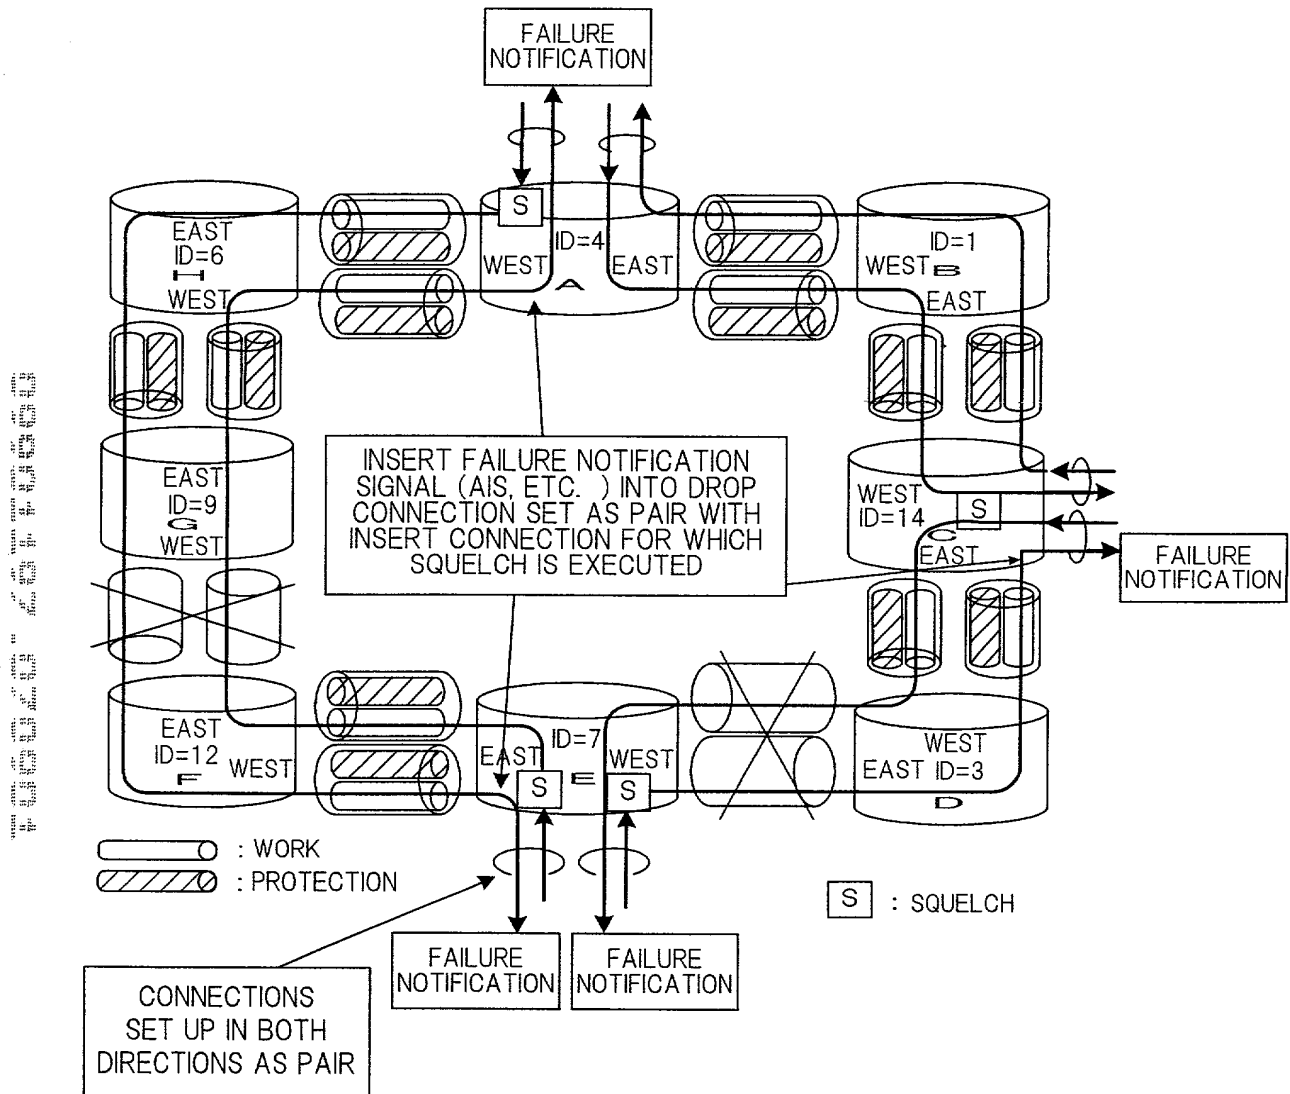 FAILURE
NOTIFICATION
S
ID=4
WEST
EAST
A
EAST
ID=6
H
WEST
ID=1
WEST B
EAST
EAST
ID=9
G
WEST
INSERT FAILURE NOTIFICATION
SIGNAL (AIS, ETC. ) INTO DROP
CONNECTION SET AS PAIR WITH
INSERT CONNECTION FOR WHICH
SQUELCH IS EXECUTED
WEST
ID=14
S
C
EAST
FAILURE
NOTIFICATION
EAST
ID=12
F
WEST
ID=7
EAST
WEST
S
E
S
WEST
EAST ID=3
D
: WORK
: PROTECTION
S : SQUELCH
FAILURE
NOTIFICATION
FAILURE
NOTIFICATION
CONNECTIONS
SET UP IN BOTH
DIRECTIONS AS PAIR